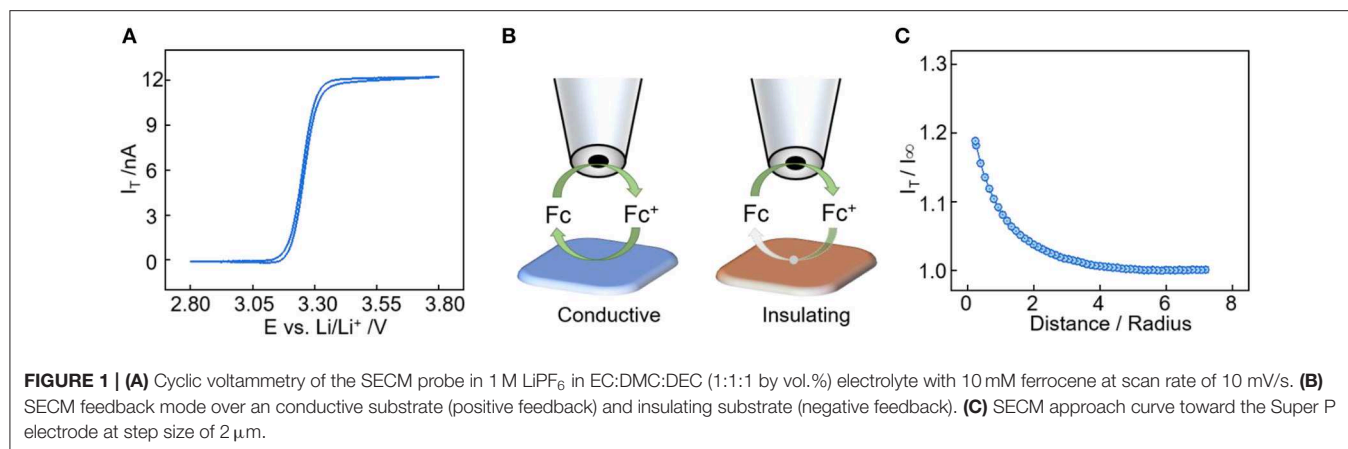 A
I_T /nA
12
9
6
3
0
2.80 3.05 3.30 3.55 3.80
E vs. Li/Li⁺ /V
B
Fc Fc⁺
Conductive
Fc Fc⁺
Insulating
C
I_T / I∞
1.3
1.2
1.1
1.0
0 2 4 6 8
Distance / Radius
FIGURE 1 | (A) Cyclic voltammetry of the SECM probe in 1 M LiPF₆ in EC:DMC:DEC (1:1:1 by vol.%) electrolyte with 10 mM ferrocene at scan rate of 10 mV/s. (B)
SECM feedback mode over an conductive substrate (positive feedback) and insulating substrate (negative feedback). (C) SECM approach curve toward the Super P
electrode at step size of 2 μm.